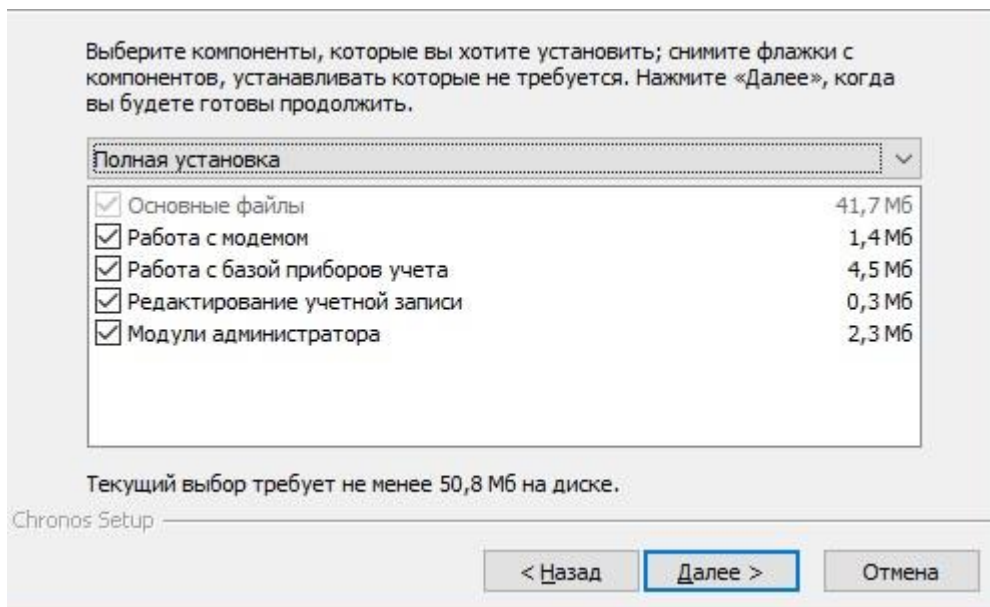 Выберите компоненты, которые вы хотите установить; снимите флажки с
компонентов, устанавливать которые не требуется. Нажмите «Далее», когда
вы будете готовы продолжить.
Полная установка
Основные файлы 41,7 Мб
Работа с модемом 1,4 Мб
Работа с базой приборов учета 4,5 Мб
Редактирование учетной записи 0,3 Мб
Модули администратора 2,3 Мб
Текущий выбор требует не менее 50,8 Мб на диске.
Chronos Setup
< Назад Далее > Отмена